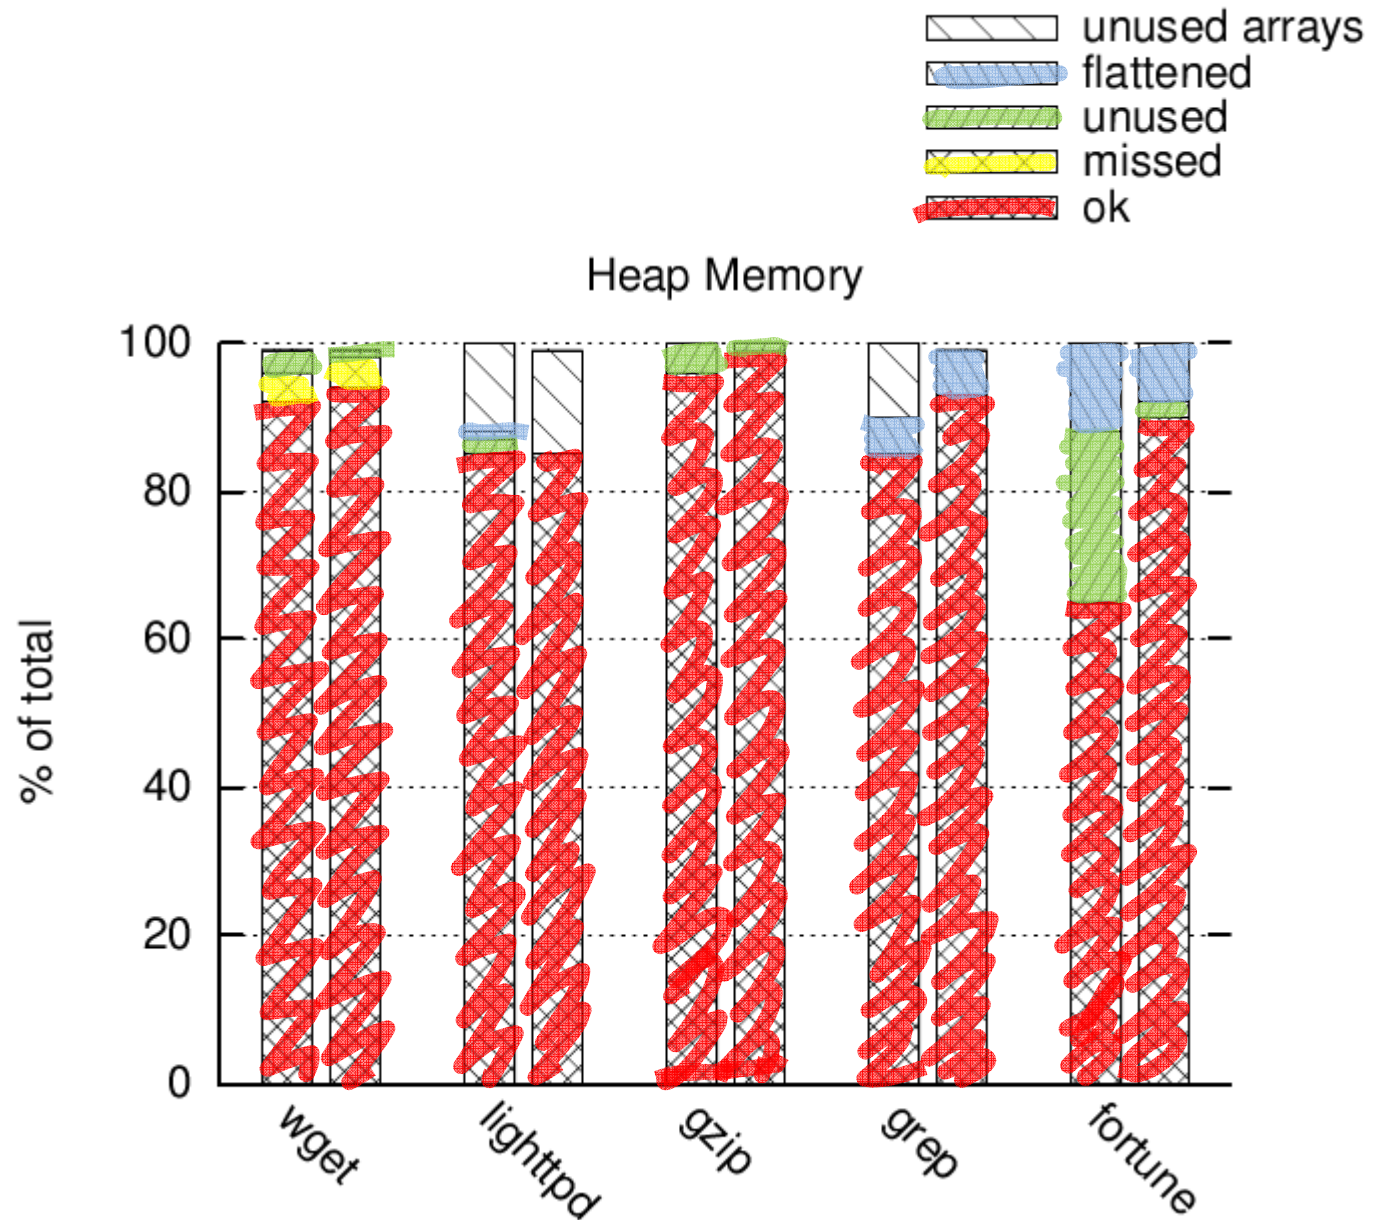 unused arrays
flattened
unused
missed
ok
Heap Memory
100
80
60
40
20
0
% of total
wget
lighttpd
gzip
grep
fortune